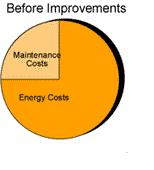 Before Improvements
Maintenance
Costs
Energy Costs